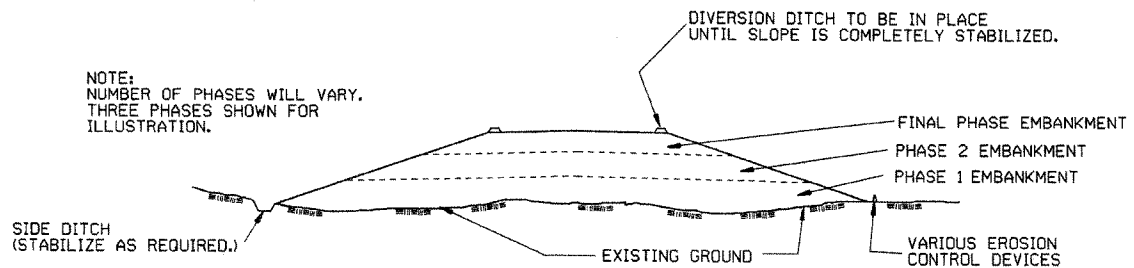 DIVERSION DITCH TO BE IN PLACE
UNTIL SLOPE IS COMPLETELY STABILIZED.
NOTE:
NUMBER OF PHASES WILL VARY.
THREE PHASES SHOWN FOR
ILLUSTRATION.
FINAL PHASE EMBANKMENT
PHASE 2 EMBANKMENT
PHASE 1 EMBANKMENT
SIDE DITCH
(STABILIZE AS REQUIRED.)
EXISTING GROUND
VARIOUS EROSION
CONTROL DEVICES